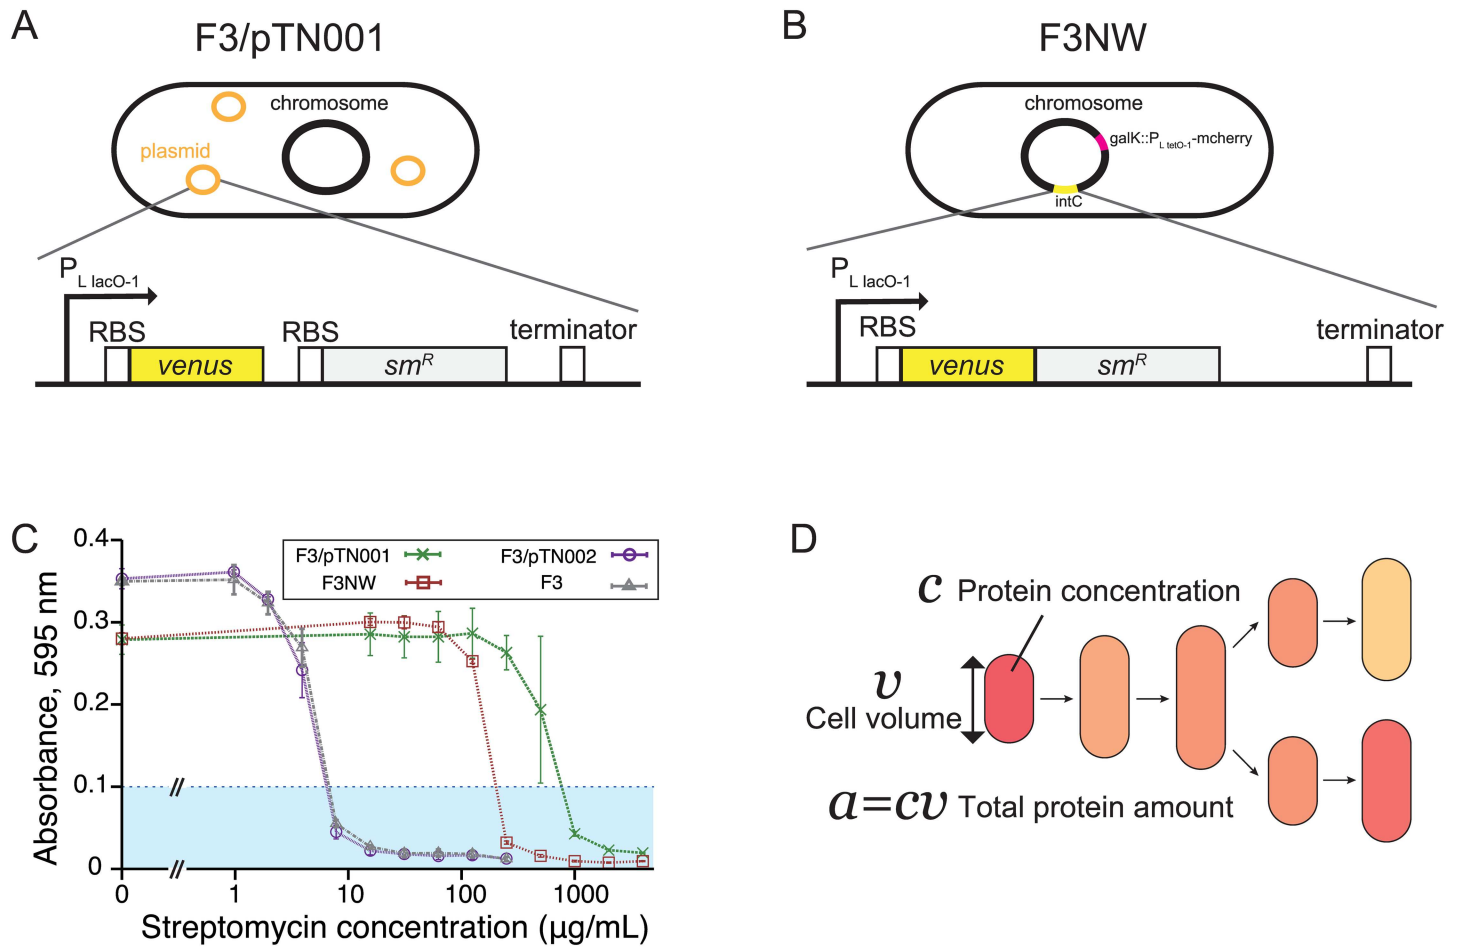 A
F3/pTN001
chromosome
plasmid
P L lacO-1
RBS
RBS
terminator
venus
smR
B
F3NW
chromosome
galK::PL tetO-1-mcherry
intC
P L lacO-1
RBS
terminator
venus
smR
C
0.4
0.3
0.2
0.1
0
Absorbance, 595 nm
F3/pTN001
F3/pTN002
F3NW
F3
0
1
10
100
1000
Streptomycin concentration (µg/mL)
D
c Protein concentration
v
Cell volume
a=cv Total protein amount